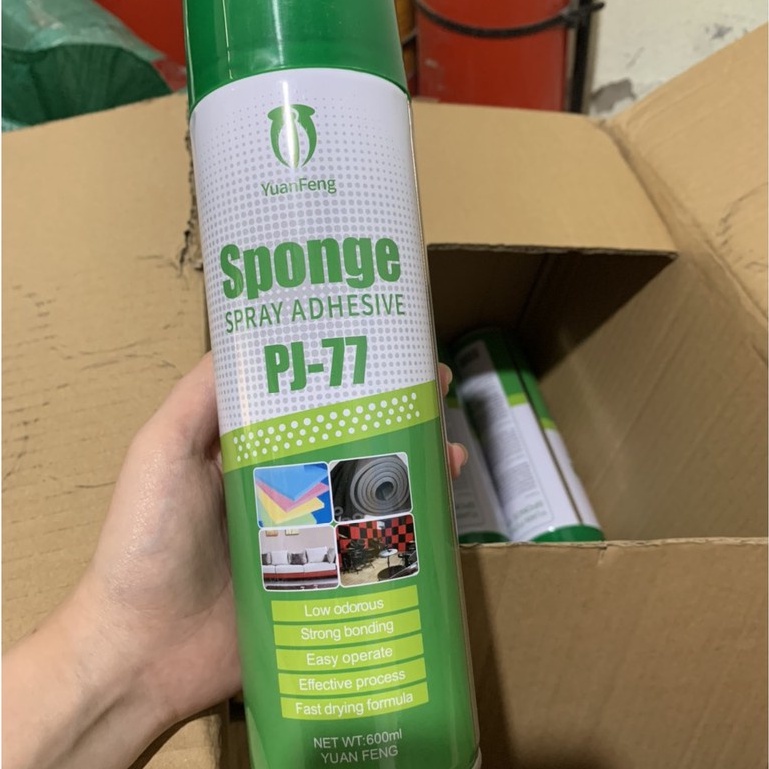 YuanFeng
Sponge
SPRAY ADHESIVE
PJ-77
Low odorous
Strong bonding
Easy operate
Effective process
Fast drying formula
NET WT:600ml
YUAN FENG